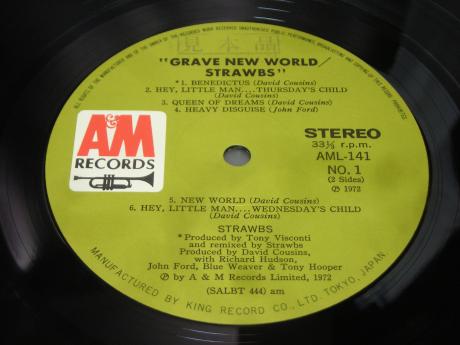 見本品
"GRAVE NEW WORLD/
STRAWBS"
*1. BENEDICTUS (David Cousins)
2. HEY, LITTLE MAN....THURSDAY'S CHILD
(David Cousins)
3. QUEEN OF DREAMS (David Cousins)
4. HEAVY DISGUISE (John Ford)
A&M
RECORDS
STEREO
33⅓ r.p.m.
AML-141
NO. 1
(2 Sides)
Ⓟ 1972
5. NEW WORLD (David Cousins)
6. HEY, LITTLE MAN....WEDNESDAY'S CHILD
(David Cousins)
STRAWBS
*Produced by Tony Visconti
and remixed by Strawbs
Produced by David Cousins,
with Richard Hudson,
John Ford, Blue Weaver & Tony Hooper
Ⓟ by A & M Records Limited, 1972
(SALBT 444) am
MANUFACTURED BY KING RECORD CO., LTD. TOKYO, JAPAN